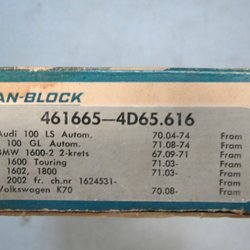 AN-BLOCK
461665-4D65.616
Audi 100 LS Autom. 70.04-74 Fram
100 GL Autom. 71.08-74 Fram
BMW 1600-2 2-krets 67.09-71 Fram
1600 Touring 71.03- Fram
1602, 1802 71.03- Fram
2002 fr. ch.nr 1624531- Fram
Volkswagen K70 70.08- Fram